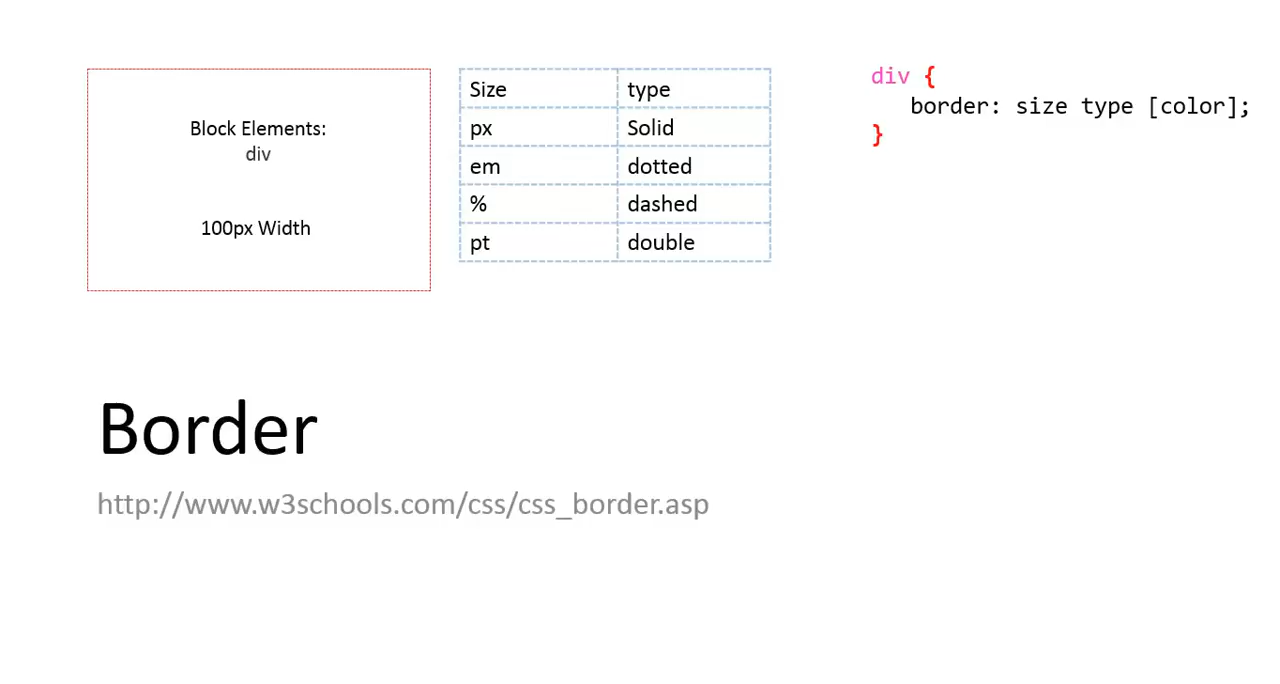 Block Elements:
div
100px Width
Size type
px Solid
em dotted
% dashed
pt double
div {
border: size type [color];
}
Border
http://www.w3schools.com/css/css_border.asp